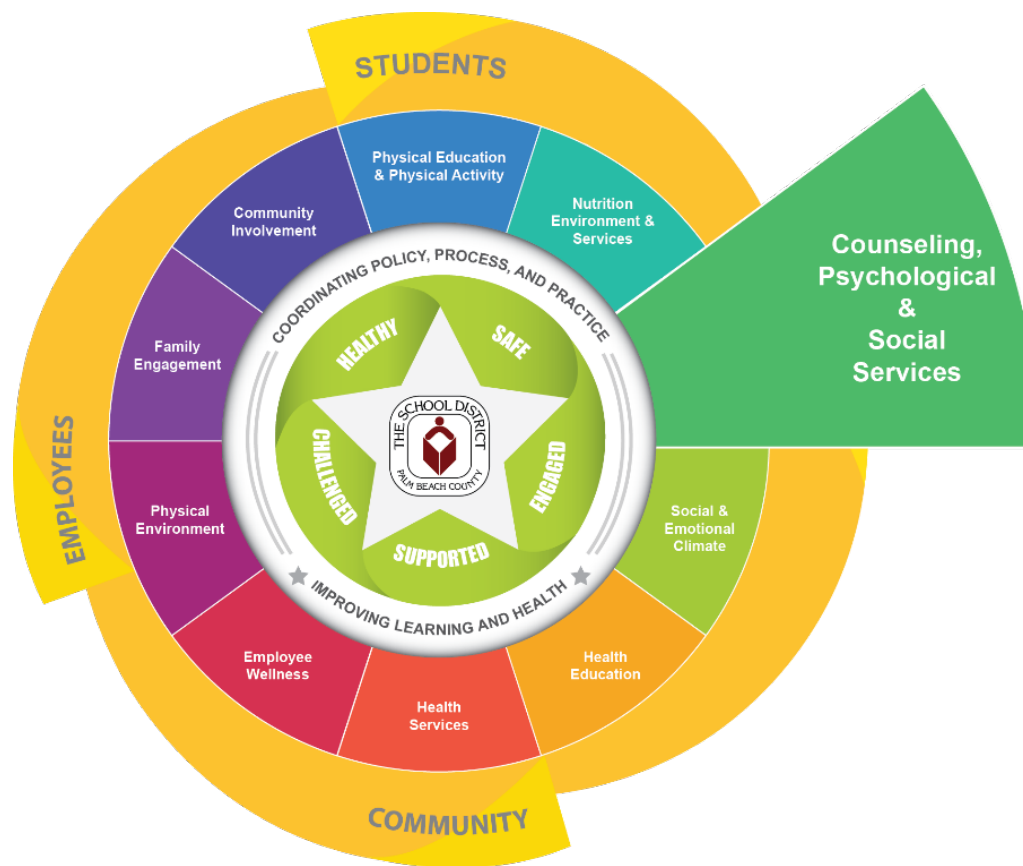 STUDENTS
EMPLOYEES
COMMUNITY
Physical Education
& Physical Activity
Nutrition
Environment &
Services
Counseling,
Psychological
&
Social
Services
Social &
Emotional
Climate
Health
Education
Health
Services
Employee
Wellness
Physical
Environment
Family
Engagement
Community
Involvement
COORDINATING POLICY, PROCESS, AND PRACTICE
IMPROVING LEARNING AND HEALTH
HEALTHY
SAFE
ENGAGED
SUPPORTED
CHALLENGED
THE SCHOOL DISTRICT
PALM BEACH COUNTY